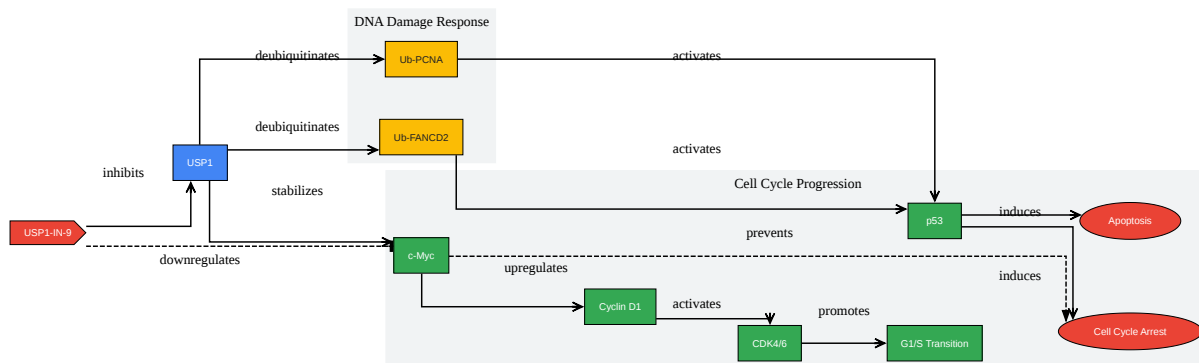 DNA Damage Response
deubiquitinates
Ub-PCNA
activates
deubiquitinates
Ub-FANCD2
activates
USP1
inhibits
stabilizes
Cell Cycle Progression
USP1-IN-9
p53
induces
Apoptosis
prevents
downregulates
c-Myc
upregulates
induces
Cyclin D1
activates
promotes
CDK4/6
G1/S Transition
Cell Cycle Arrest